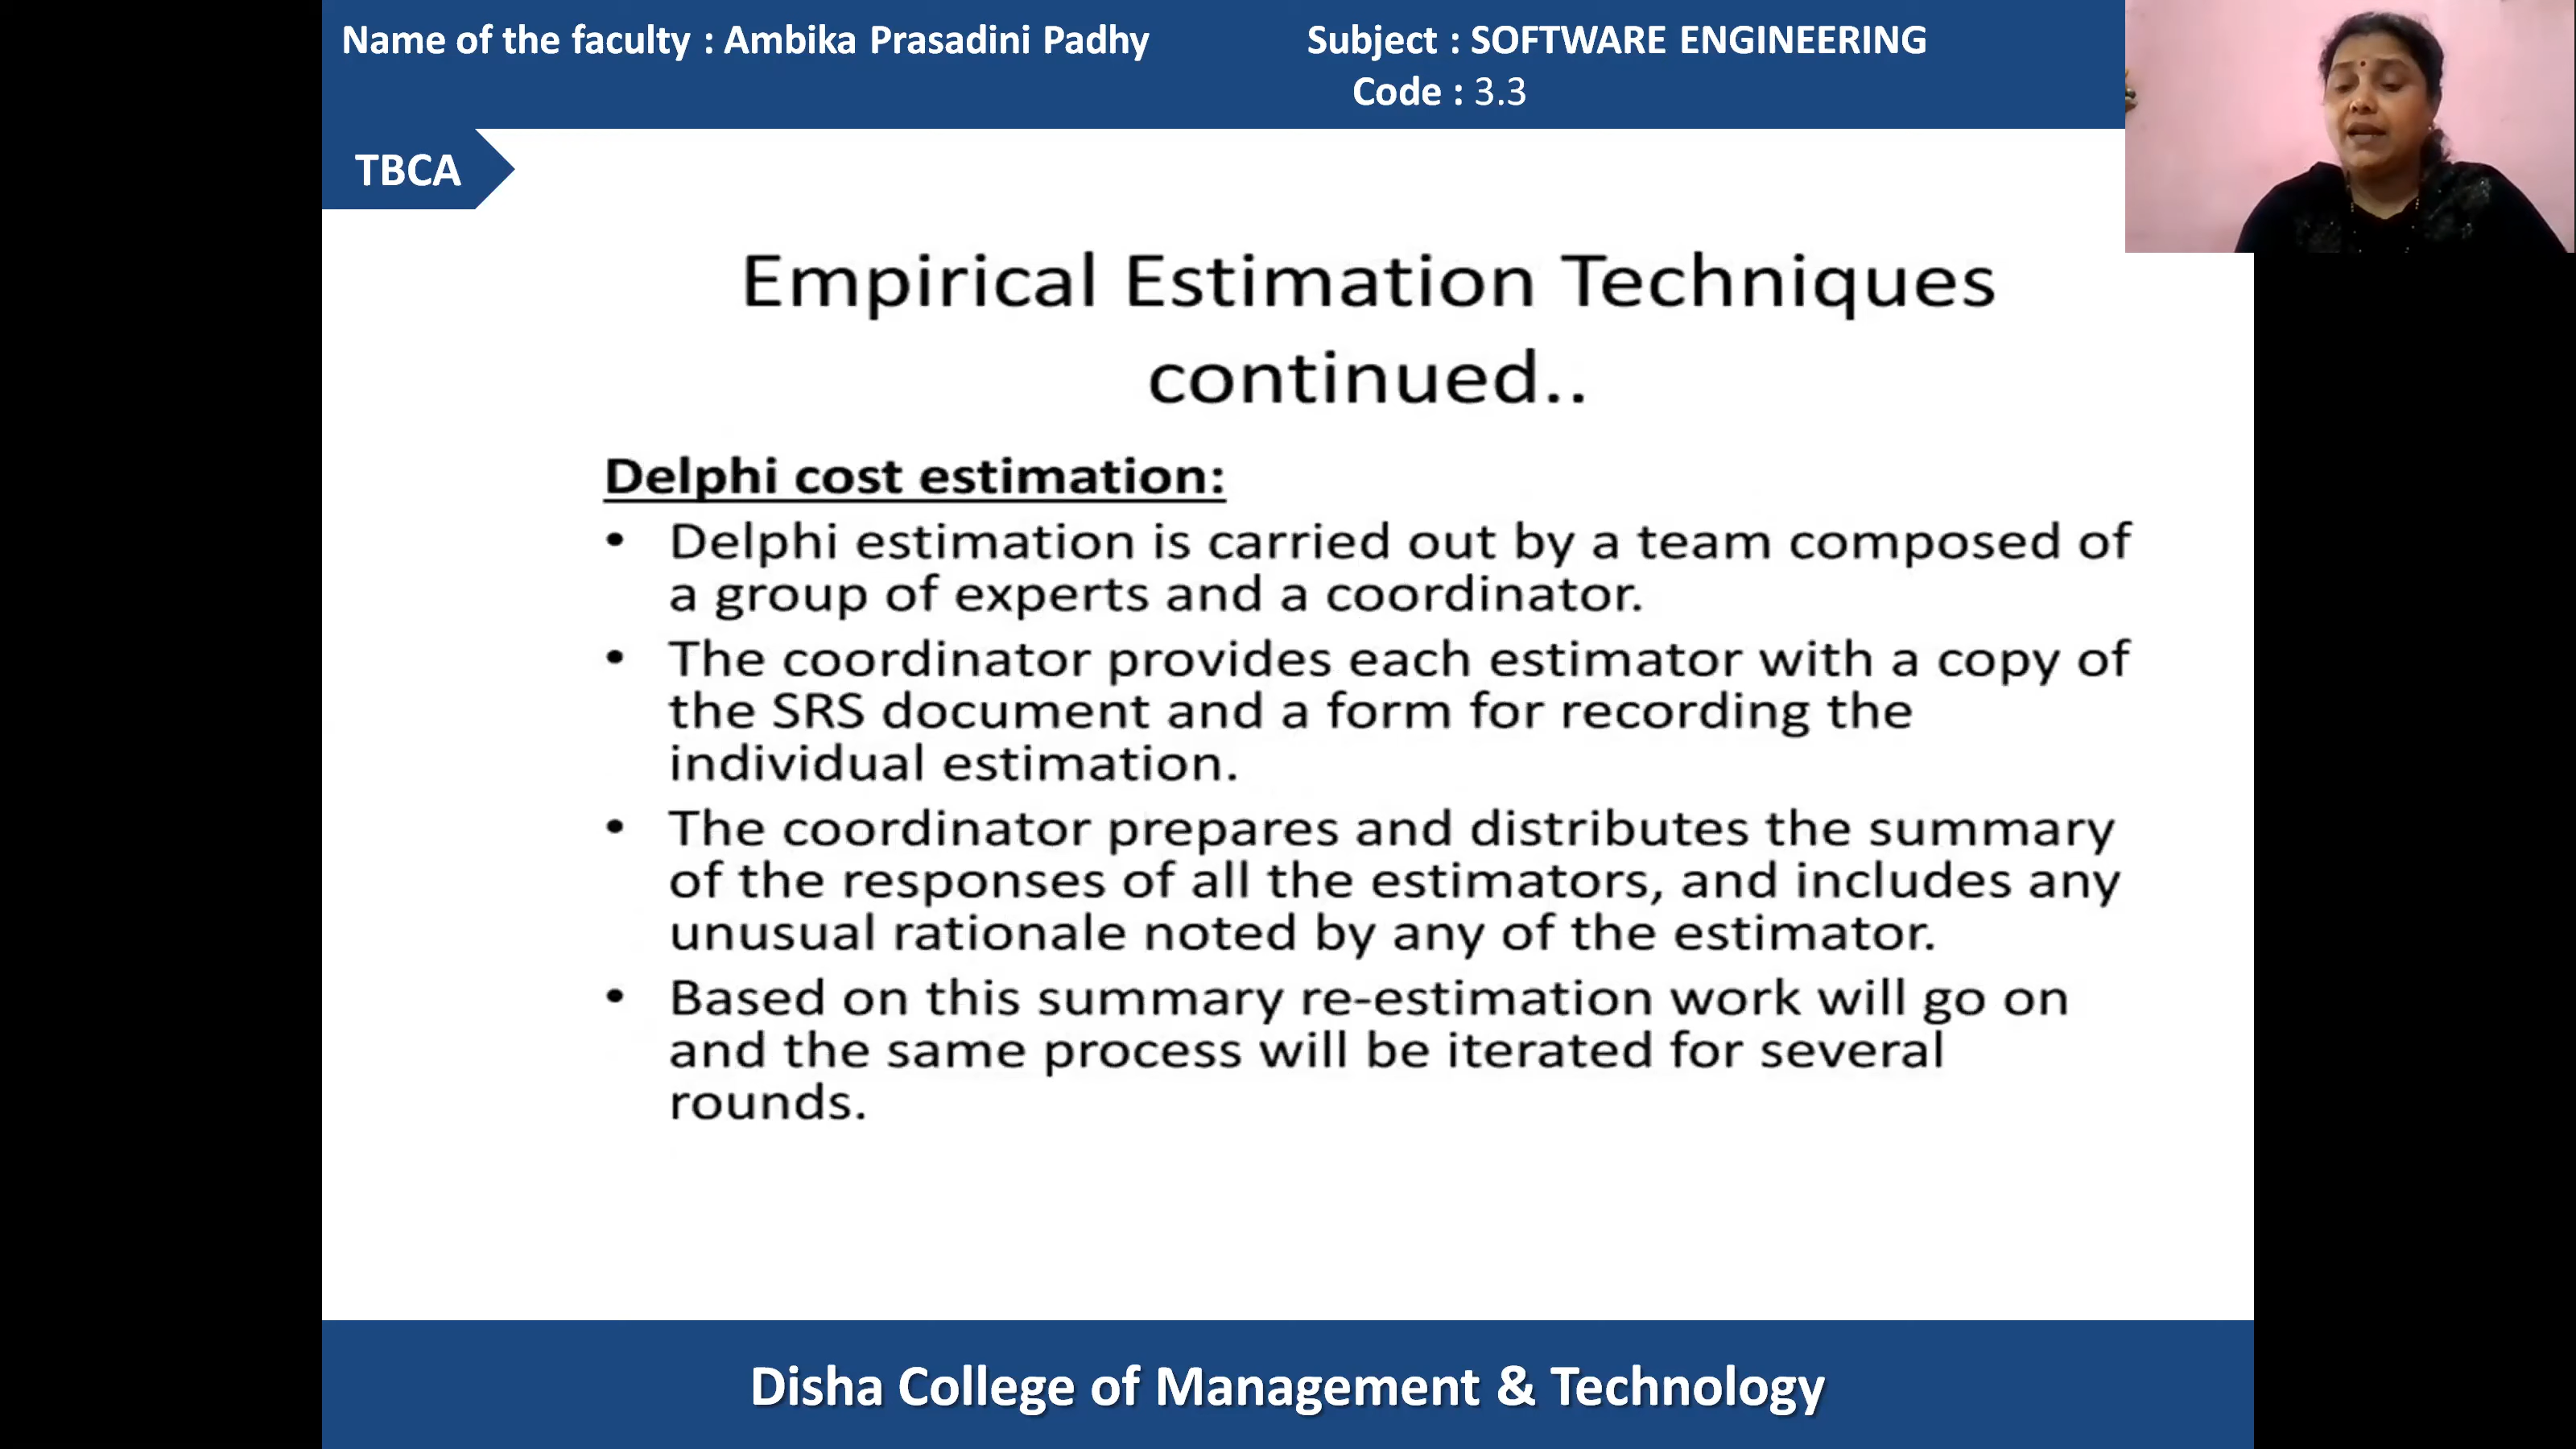 Name of the faculty : Ambika Prasadini Padhy
Subject : SOFTWARE ENGINEERING
Code : 3.3
TBCA
Empirical Estimation Techniques
continued..
Delphi cost estimation:
• Delphi estimation is carried out by a team composed of
a group of experts and a coordinator.
• The coordinator provides each estimator with a copy of
the SRS document and a form for recording the
individual estimation.
• The coordinator prepares and distributes the summary
of the responses of all the estimators, and includes any
unusual rationale noted by any of the estimator.
• Based on this summary re-estimation work will go on
and the same process will be iterated for several
rounds.
Disha College of Management & Technology